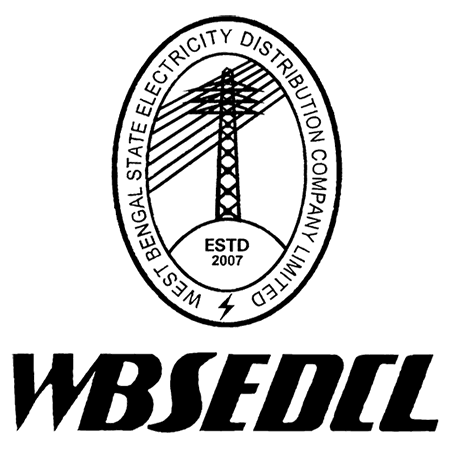 WEST BENGAL STATE ELECTRICITY DISTRIBUTION COMPANY LIMITED
ESTD
2007
WBSEDCL